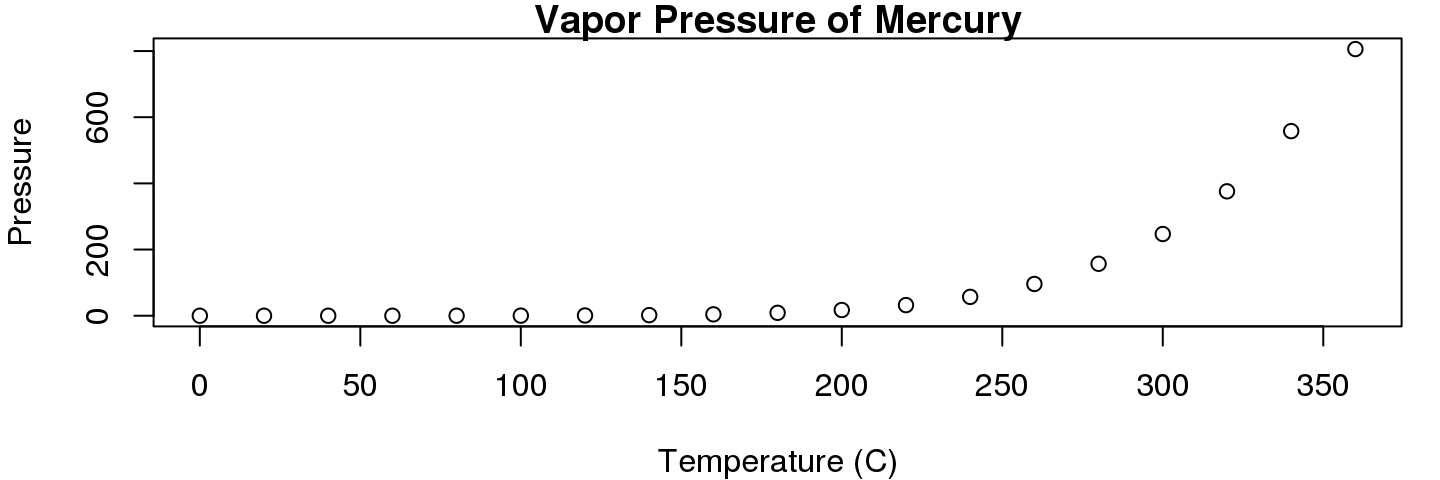 Vapor Pressure of Mercury
Pressure
600
200
0
0 50 100 150 200 250 300 350
Temperature (C)